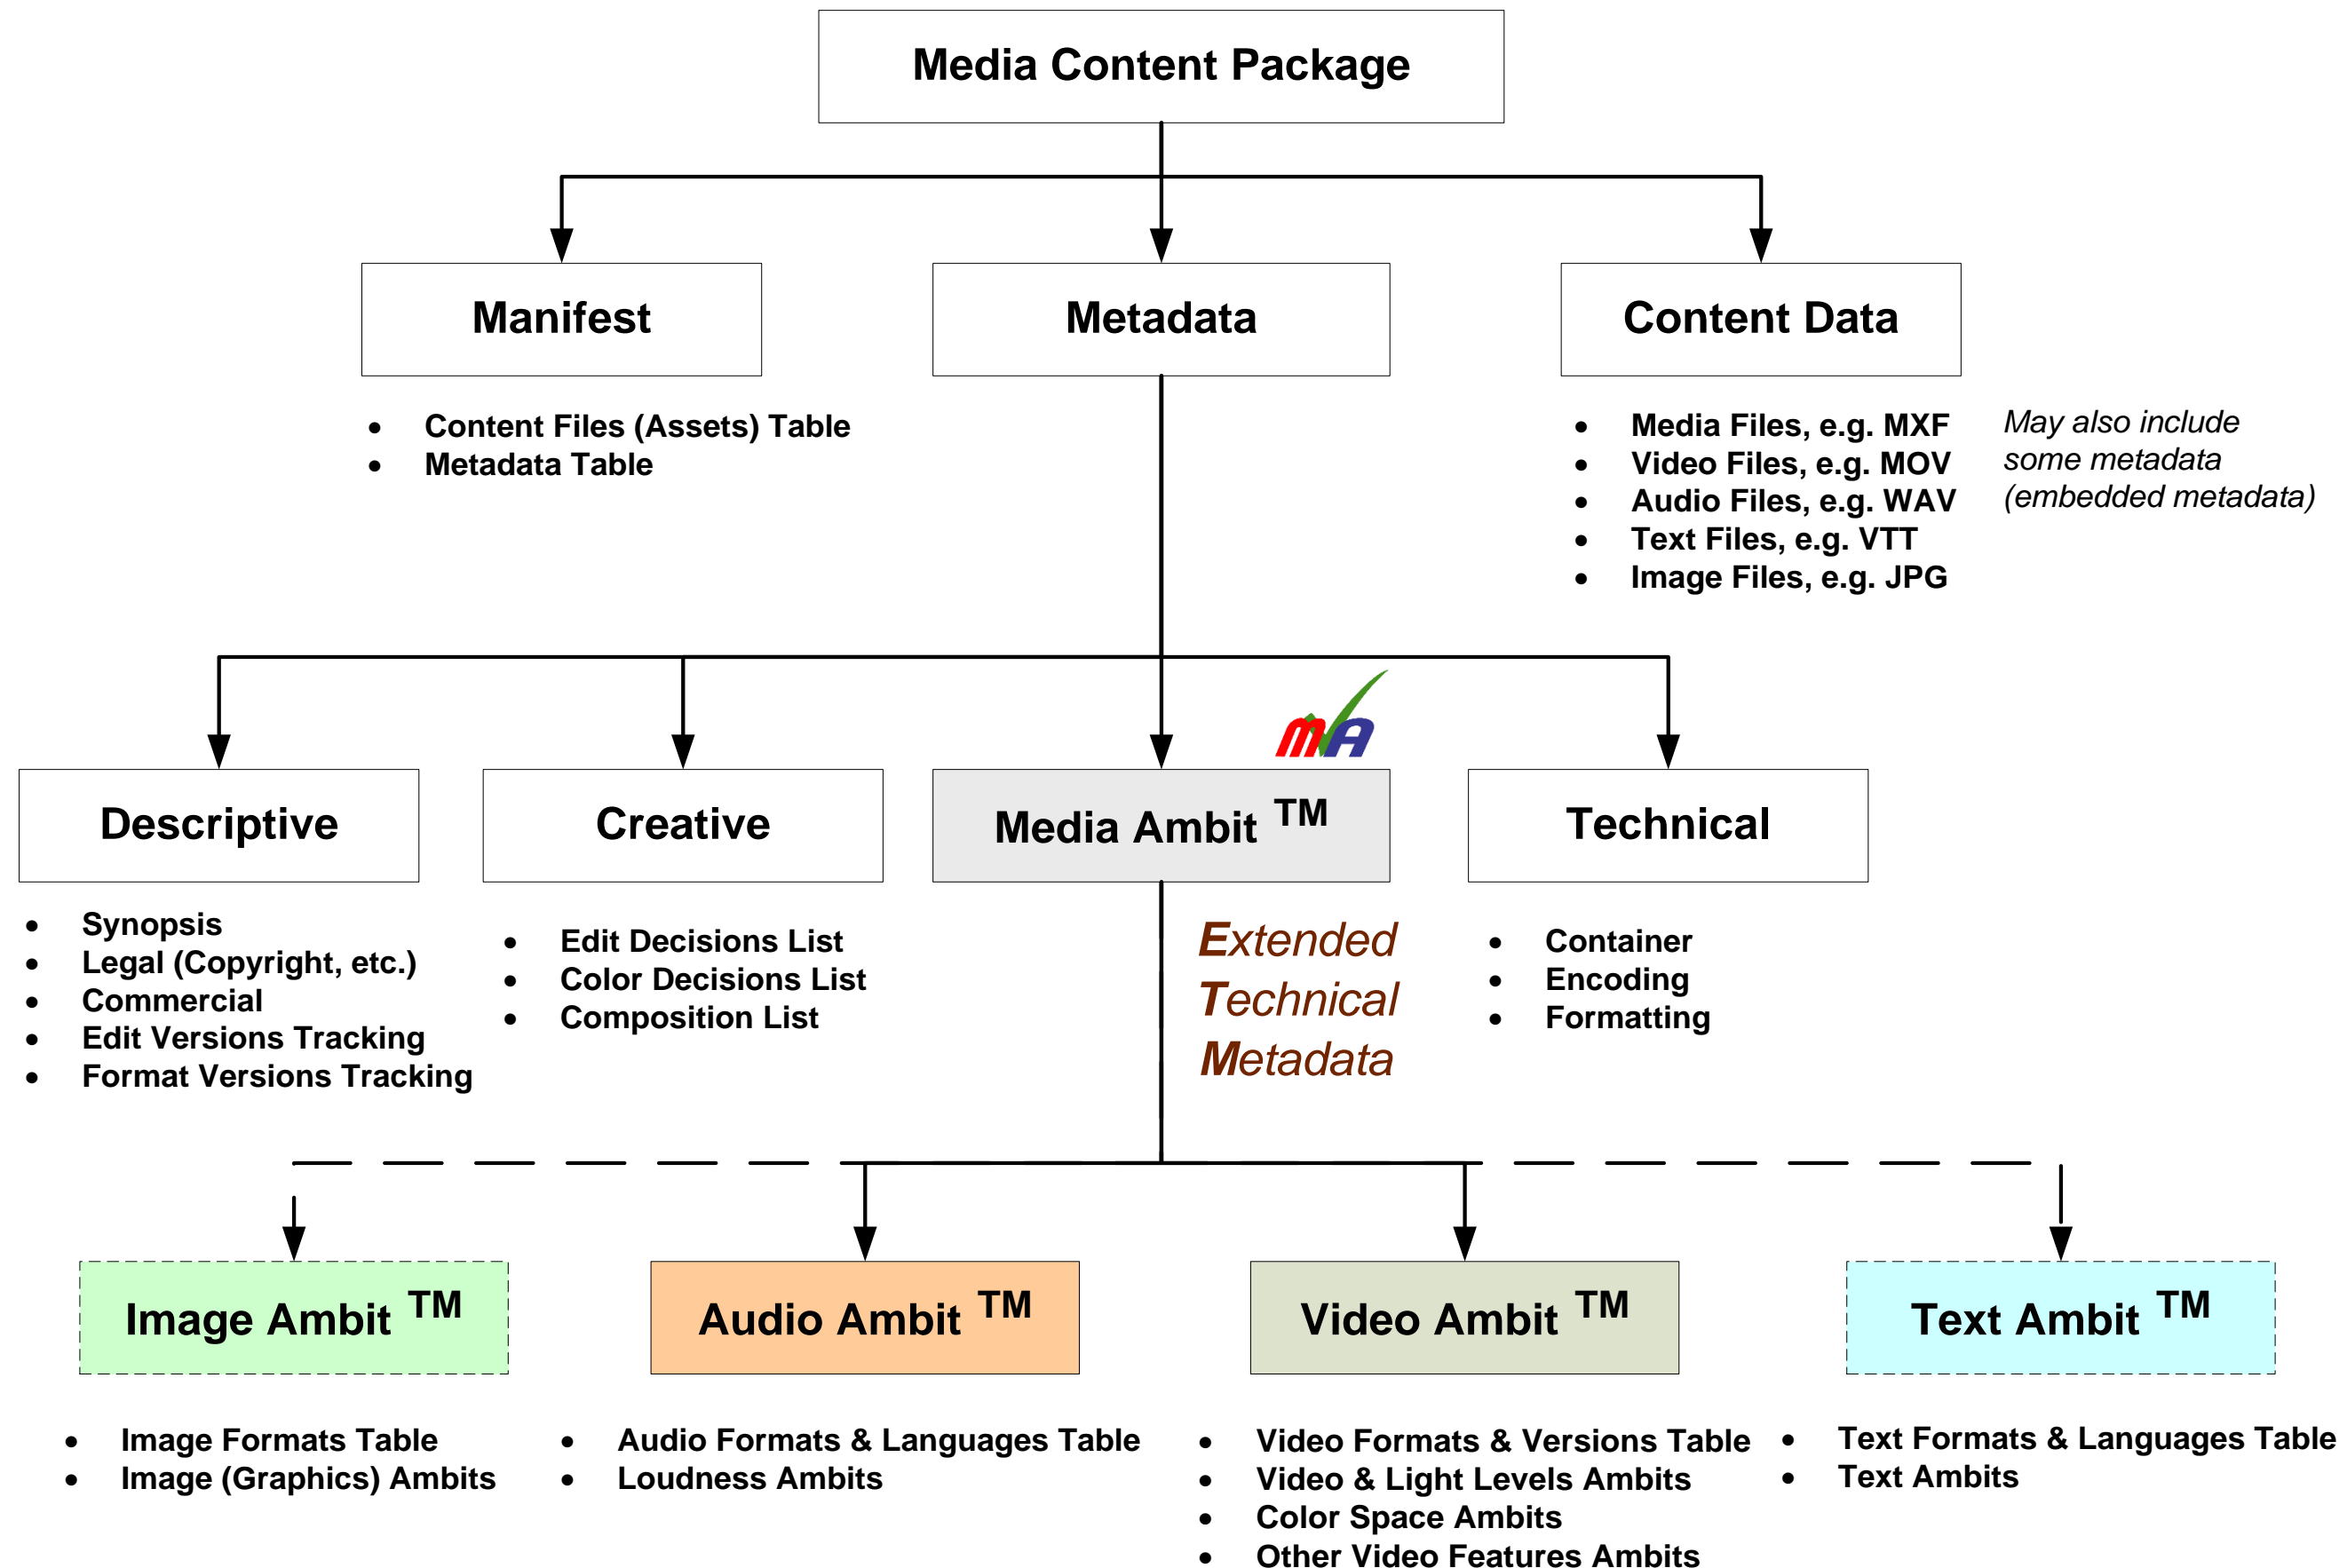 Media Content Package
Manifest
Metadata
Content Data
• Content Files (Assets) Table
• Metadata Table
• Media Files, e.g. MXF
• Video Files, e.g. MOV
• Audio Files, e.g. WAV
• Text Files, e.g. VTT
• Image Files, e.g. JPG
May also include
some metadata
(embedded metadata)
MA
Descriptive
Creative
Media Ambit TM
Technical
• Synopsis
• Legal (Copyright, etc.)
• Commercial
• Edit Versions Tracking
• Format Versions Tracking
• Edit Decisions List
• Color Decisions List
• Composition List
Extended
Technical
Metadata
• Container
• Encoding
• Formatting
Image Ambit TM
Audio Ambit TM
Video Ambit TM
Text Ambit TM
• Image Formats Table
• Image (Graphics) Ambits
• Audio Formats & Languages Table
• Loudness Ambits
• Video Formats & Versions Table
• Video & Light Levels Ambits
• Color Space Ambits
• Other Video Features Ambits
• Text Formats & Languages Table
• Text Ambits